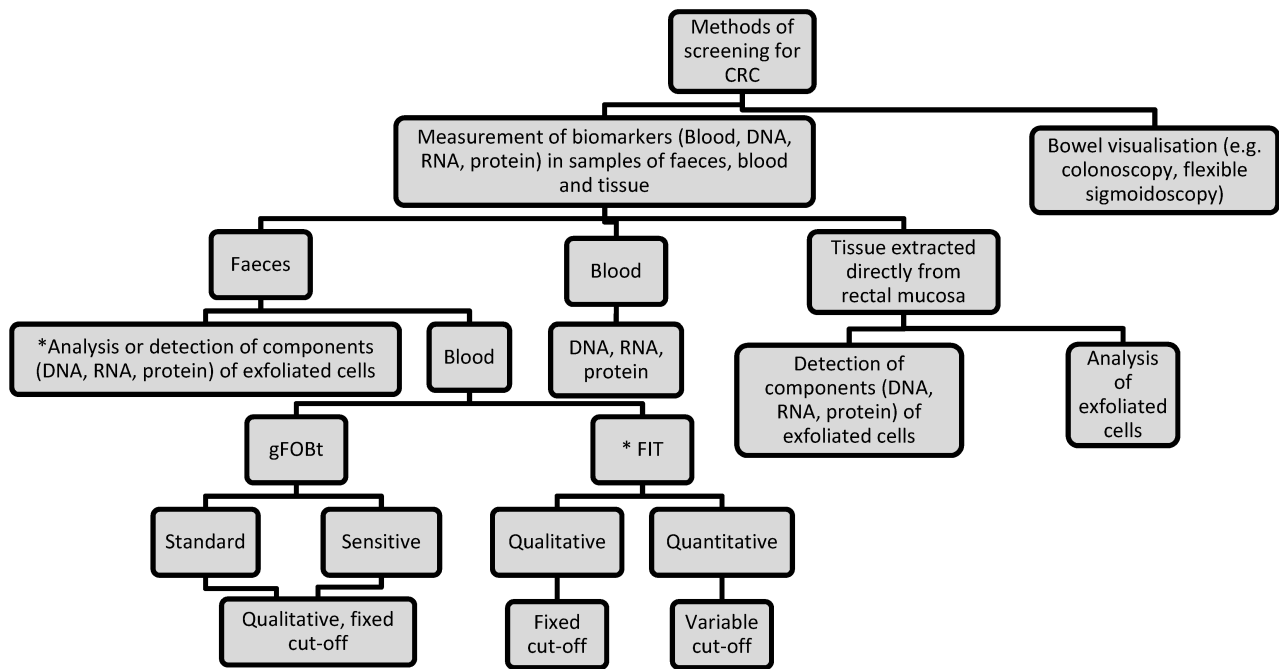 Methods of
screening for
CRC
Measurement of biomarkers (Blood, DNA,
RNA, protein) in samples of faeces, blood
and tissue
Bowel visualisation (e.g.
colonoscopy, flexible
sigmoidoscopy)
Faeces
Blood
Tissue extracted
directly from
rectal mucosa
*Analysis or detection of components
(DNA, RNA, protein) of exfoliated cells
Blood
DNA, RNA,
protein
Detection of
components (DNA,
RNA, protein) of
exfoliated cells
Analysis
of
exfoliated
cells
gFOBt
* FIT
Standard
Sensitive
Qualitative
Quantitative
Qualitative, fixed
cut-off
Fixed
cut-off
Variable
cut-off